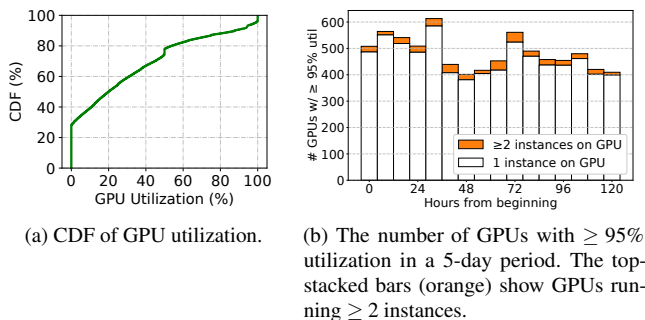 100
80
60
40
20
0
CDF (%)
0 20 40 60 80 100
GPU Utilization (%)
(a) CDF of GPU utilization.
600
500
400
300
200
100
0
# GPUs w/ ≥ 95% util
≥2 instances on GPU
1 instance on GPU
0 24 48 72 96 120
Hours from beginning
(b) The number of GPUs with ≥ 95%
utilization in a 5-day period. The top-
stacked bars (orange) show GPUs run-
ning ≥ 2 instances.